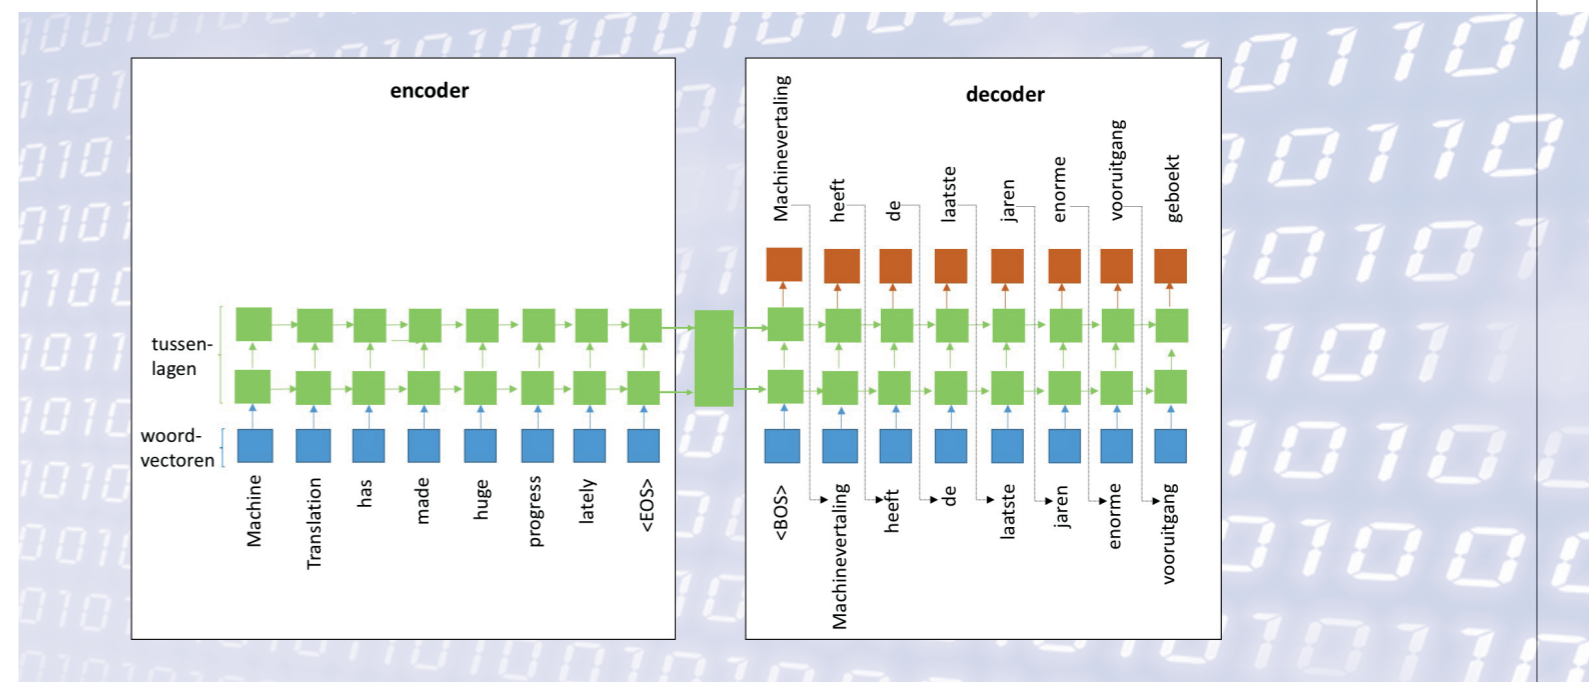 encoder
decoder
Machinevertaling
heeft
de
laatste
jaren
enorme
vooruitgang
geboekt
tussen-
lagen
woord-
vectoren
Machine
Translation
has
made
huge
progress
lately
<EOS>
<BOS>
Machinevertaling
heeft
de
laatste
jaren
enorme
vooruitgang